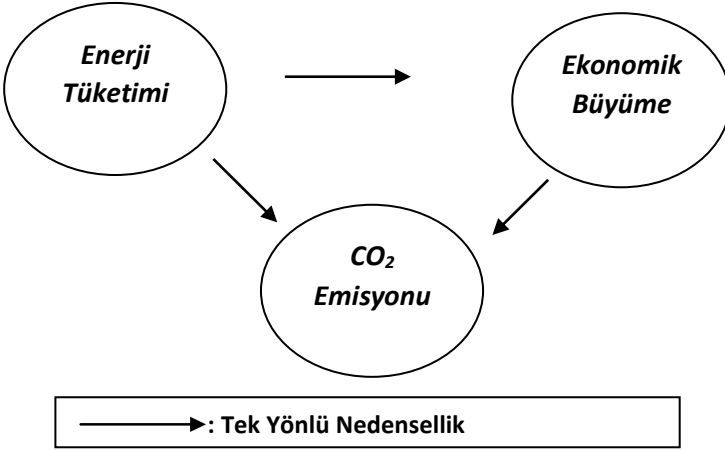 Enerji
Tüketimi
Ekonomik
Büyüme
CO₂
Emisyonu
: Tek Yönlü Nedensellik